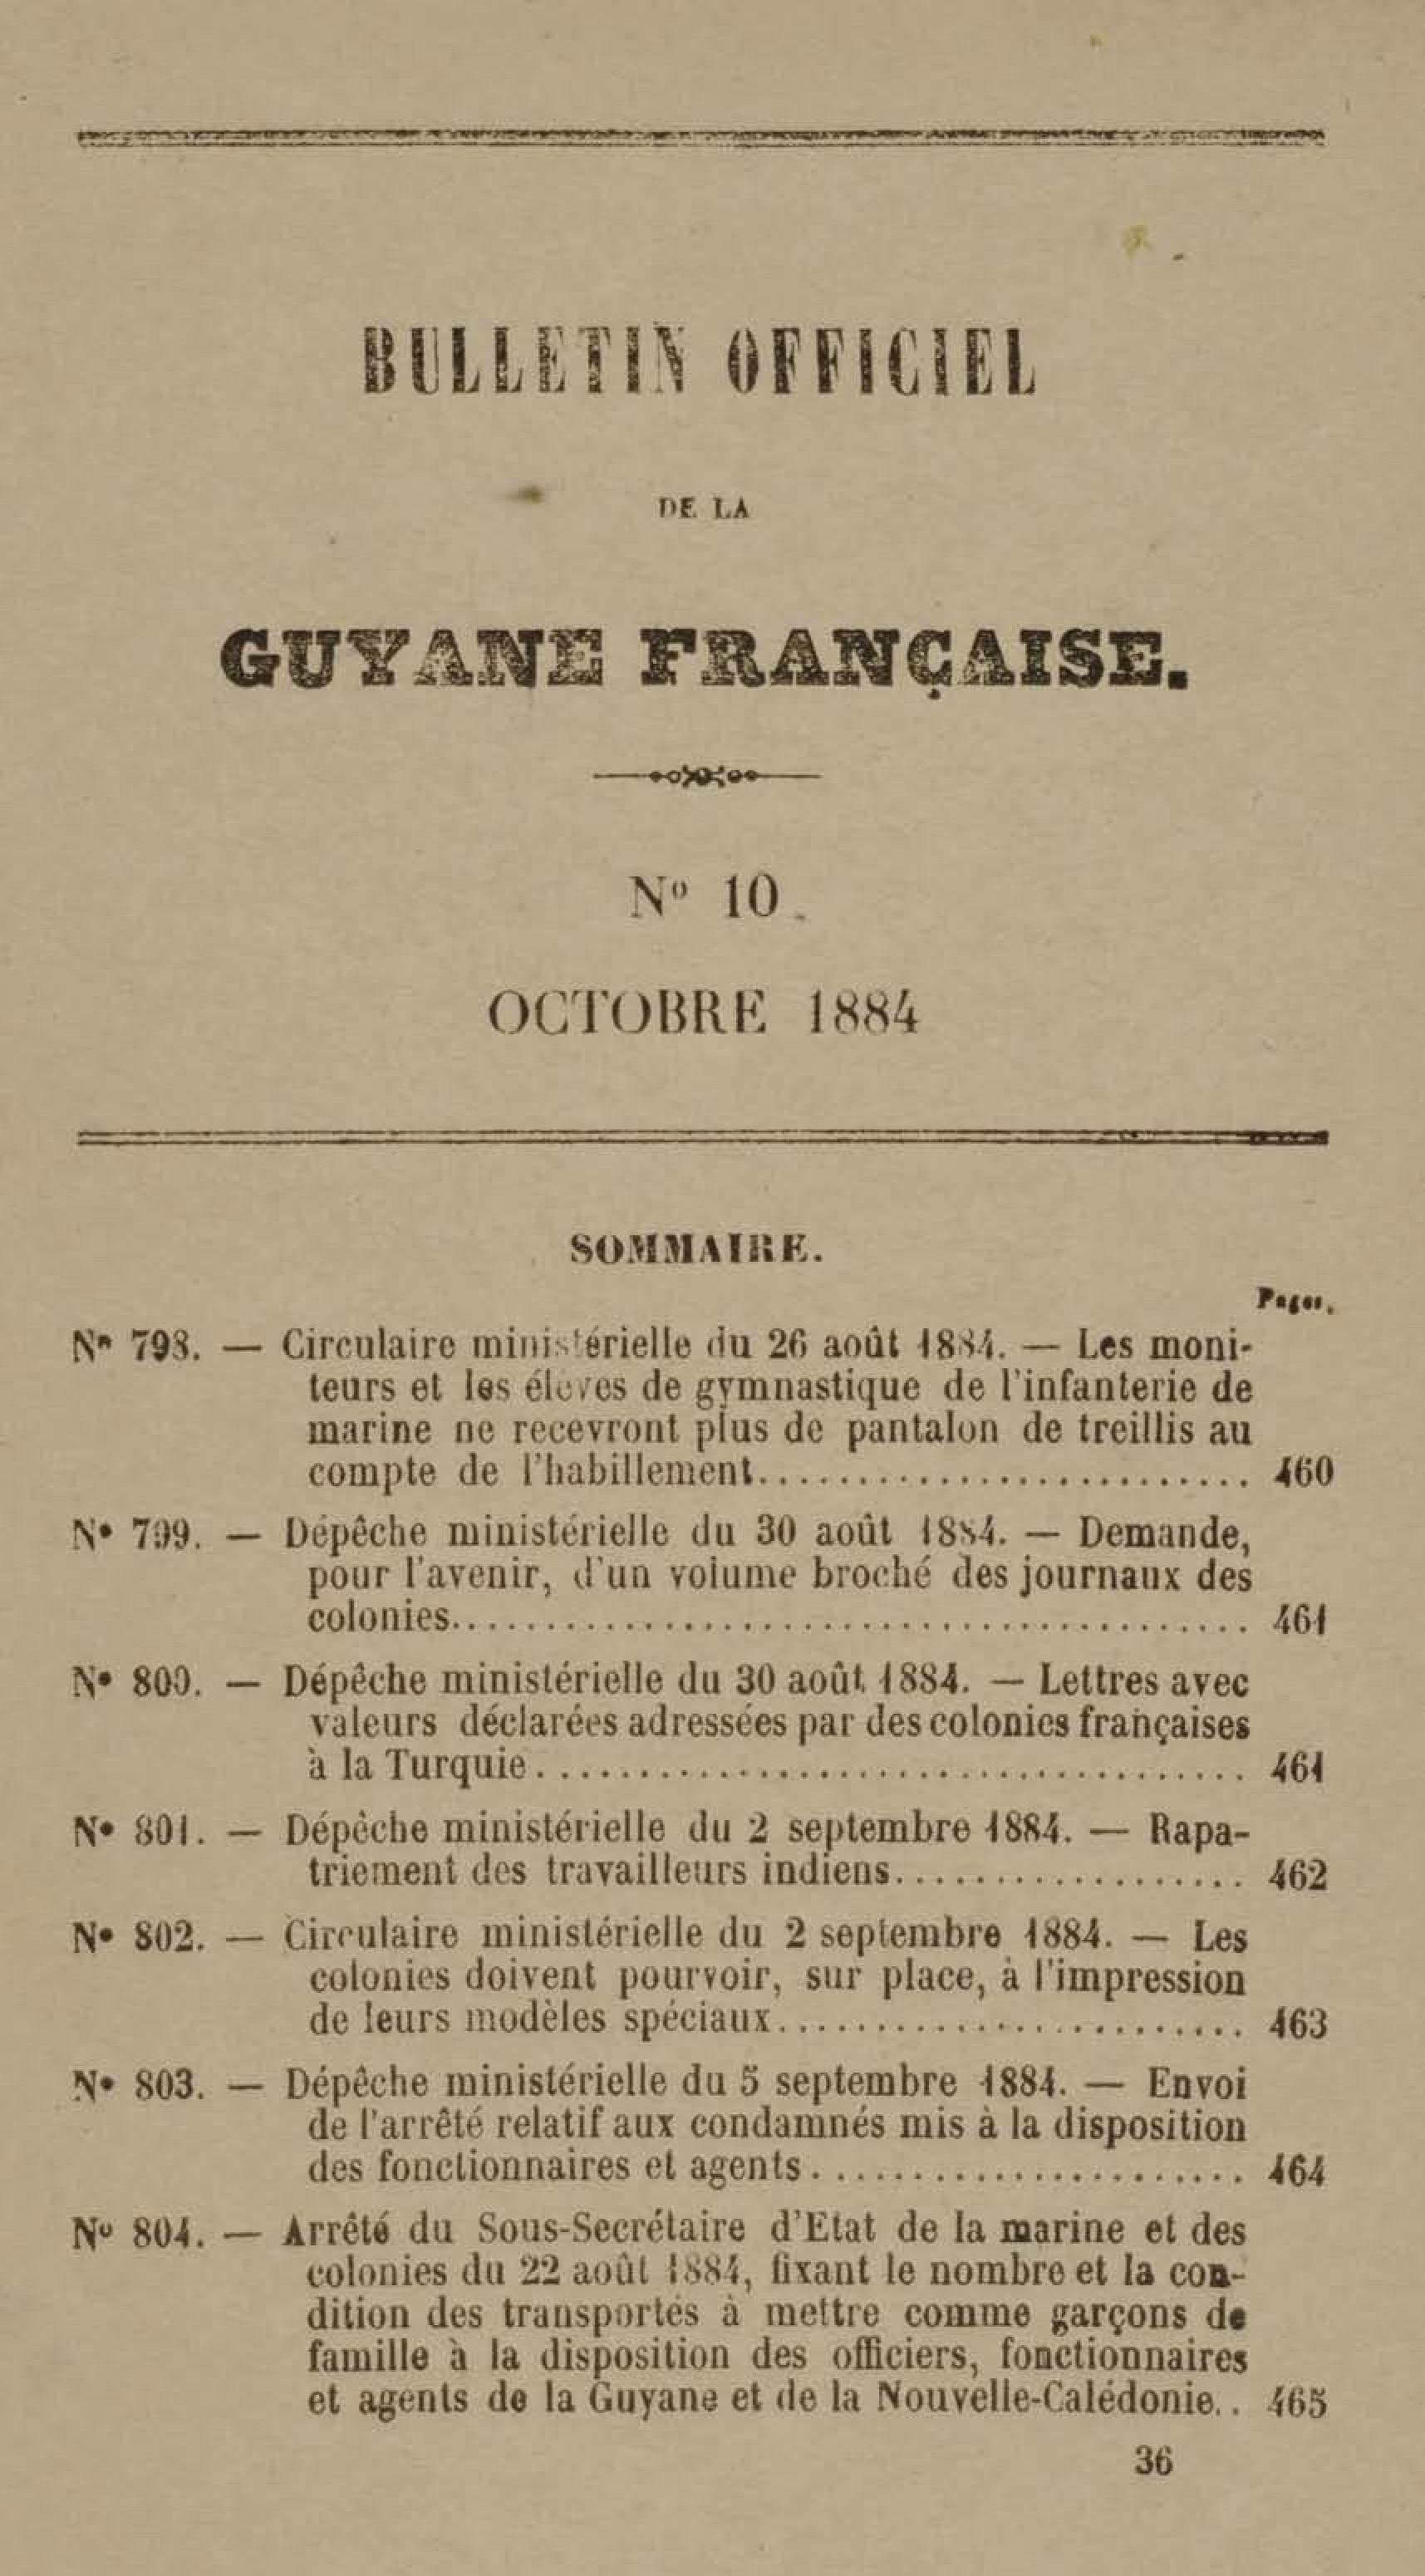 BULLETIN OFFICIEL
DE LA
GUYANE FRANÇAISE.
Nº 10.
OCTOBRE 1884
SOMMAIRE.
Pages.
Nº 798. — Circulaire ministérielle du 26 août 1884. — Les moni-
teurs et les élèves de gymnastique de l'infanterie de
marine ne recevront plus de pantalon de treillis au
compte de l'habillement........................... 460
Nº 799. — Dépêche ministérielle du 30 août 1884. — Demande,
pour l'avenir, d'un volume broché des journaux des
colonies........................................... 461
Nº 800. — Dépêche ministérielle du 30 août 1884. — Lettres avec
valeurs déclarées adressées par des colonies françaises
à la Turquie...................................... 461
Nº 801. — Dépèche ministérielle du 2 septembre 1884. — Rapa-
triement des travailleurs indiens................... 462
Nº 802. — Circulaire ministérielle du 2 septembre 1884. — Les
colonies doivent pourvoir, sur place, à l'impression
de leurs modèles spéciaux......................... 463
Nº 803. — Dépêche ministérielle du 5 septembre 1884. — Envoi
de l'arrêté relatif aux condamnés mis à la disposition
des fonctionnaires et agents....................... 464
Nº 804. — Arrêté du Sous-Secrétaire d'Etat de la marine et des
colonies du 22 août 1884, fixant le nombre et la con-
dition des transportés à mettre comme garçons de
famille à la disposition des officiers, fonctionnaires
et agents de la Guyane et de la Nouvelle-Calédonie.. 465
36